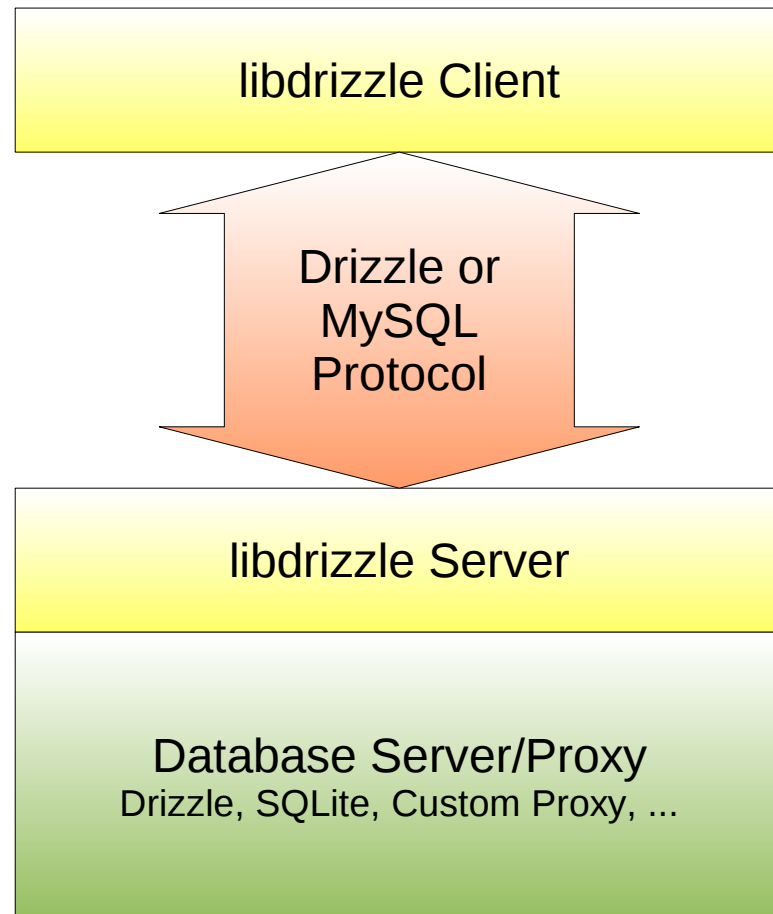 libdrizzle Client
Drizzle or
MySQL
Protocol
libdrizzle Server
Database Server/Proxy
Drizzle, SQLite, Custom Proxy, ...